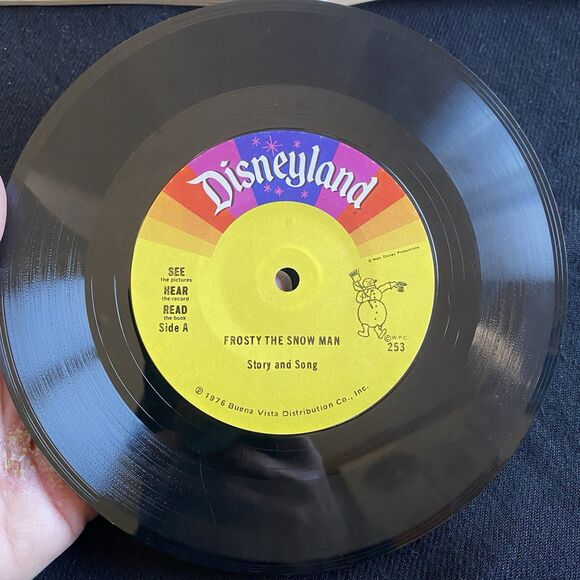 Disneyland
© Walt Disney Productions
SEE
the pictures
HEAR
the record
READ
the book
Side A
FROSTY THE SNOW MAN
Story and Song
© W.P.C.
253
℗ 1976 Buena Vista Distribution Co., Inc.